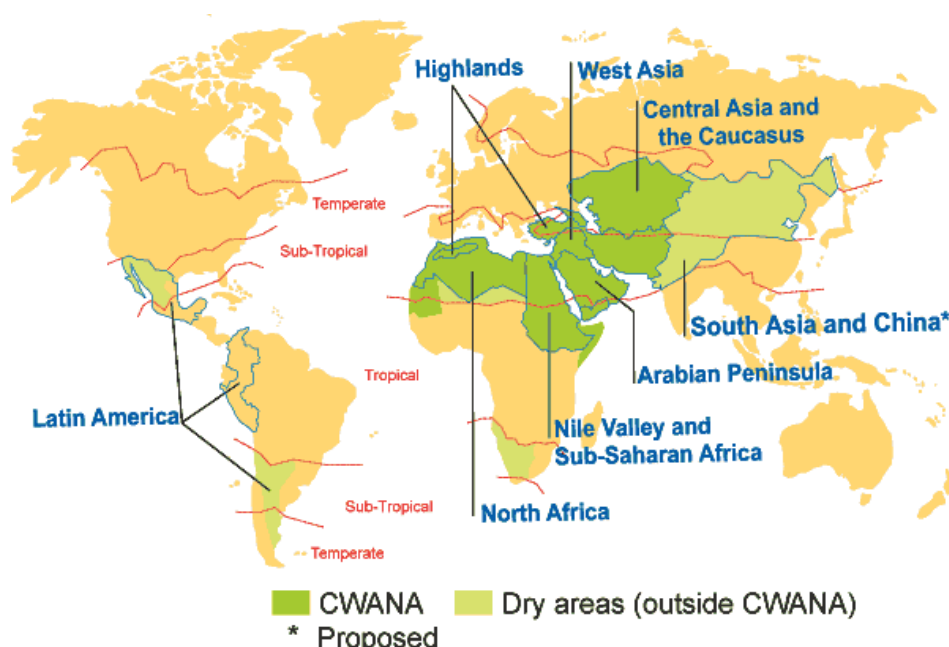 Highlands
West Asia
Central Asia and
the Caucasus
Temperate
Sub-Tropical
South Asia and China*
Arabian Peninsula
Tropical
Latin America
Nile Valley and
Sub-Saharan Africa
Sub-Tropical
North Africa
Temperate
CWANA
Dry areas (outside CWANA)
* Proposed